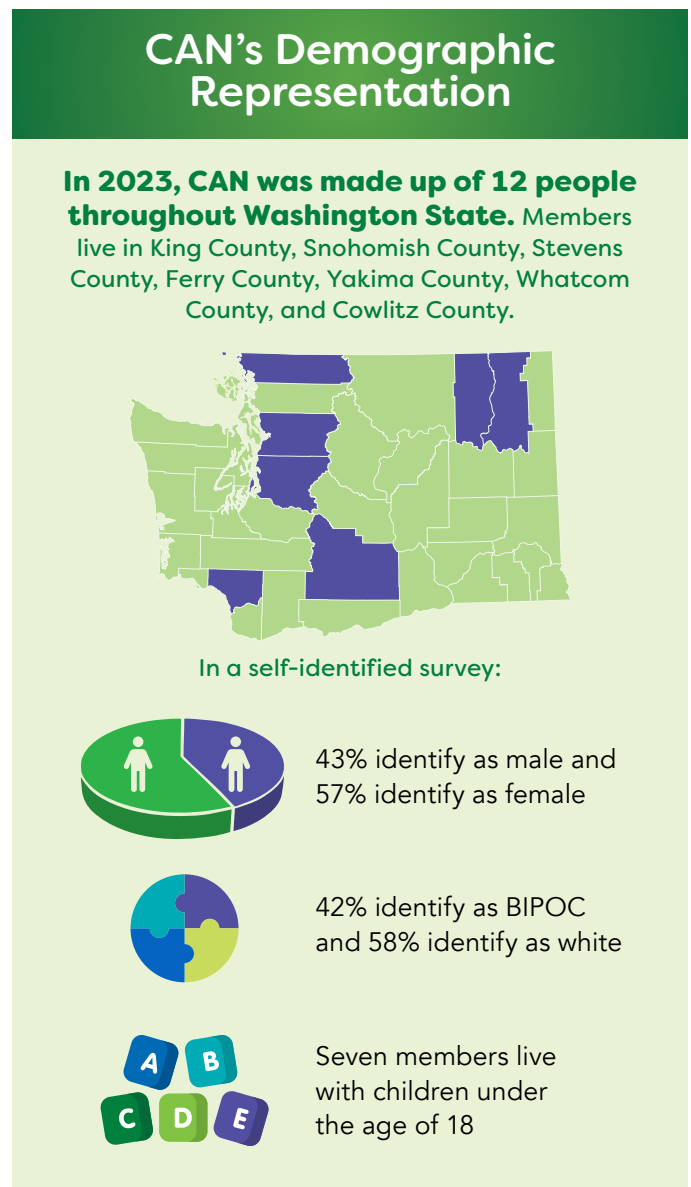 CAN’s Demographic
Representation
In 2023, CAN was made up of 12 people
throughout Washington State. Members
live in King County, Snohomish County, Stevens
County, Ferry County, Yakima County, Whatcom
County, and Cowlitz County.
In a self-identified survey:
43% identify as male and
57% identify as female
42% identify as BIPOC
and 58% identify as white
A B
C D E
Seven members live
with children under
the age of 18